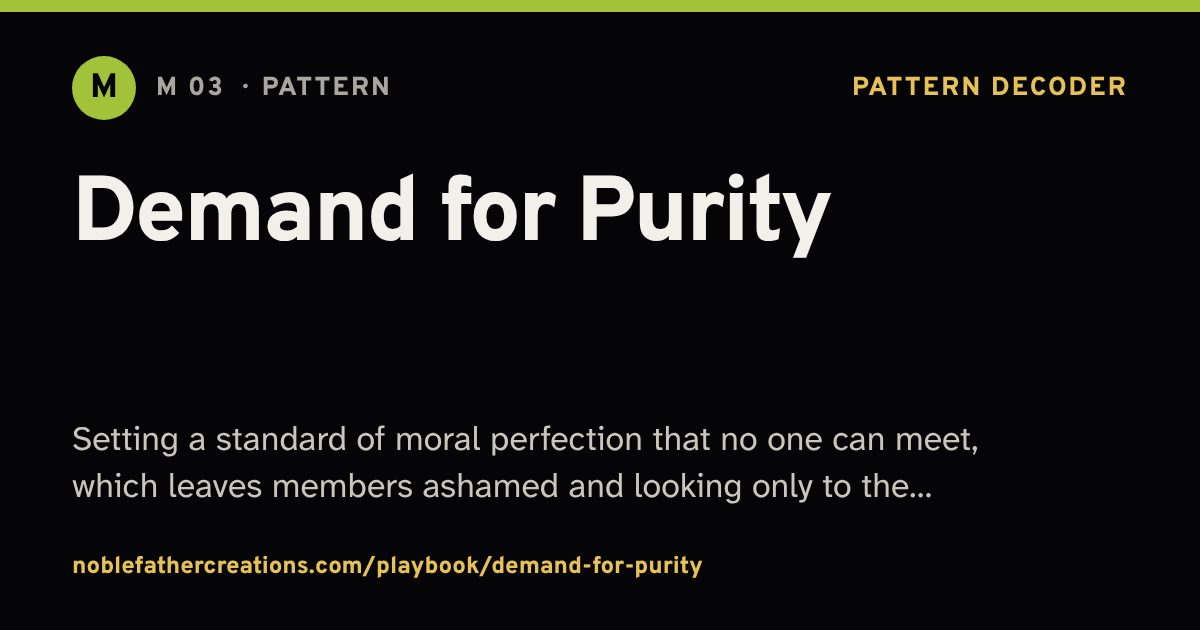 M
M 03 · PATTERN
PATTERN DECODER
Demand for Purity
Setting a standard of moral perfection that no one can meet,
which leaves members ashamed and looking only to the...
noblefathercreations.com/playbook/demand-for-purity